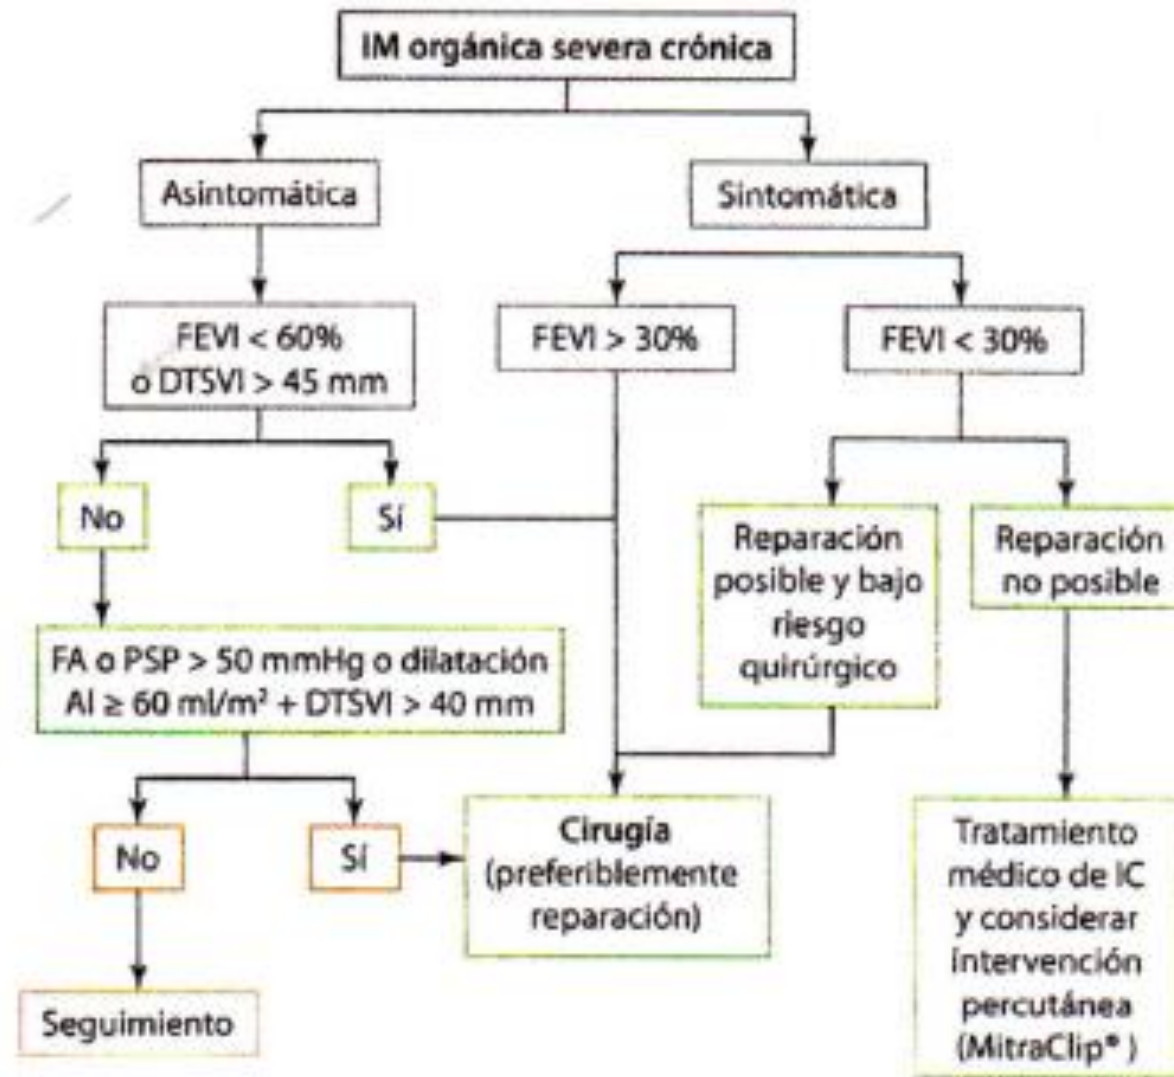 IM orgánica severa crónica
Asintomática
Sintomática
FEVI < 60%
o DTSVI > 45 mm
FEVI > 30%
FEVI < 30%
No
Sí
Reparación
posible y bajo
riesgo
quirúrgico
Reparación
no posible
FA o PSP > 50 mmHg o dilatación
AI ≥ 60 ml/m² + DTSVI > 40 mm
No
Sí
Cirugía
(preferiblemente
reparación)
Tratamiento
médico de IC
y considerar
intervención
percutánea
(MitraClip®)
Seguimiento